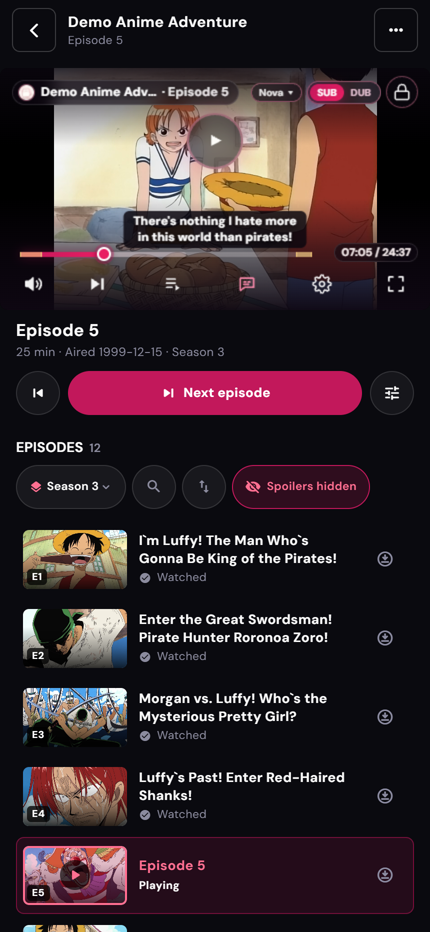 Demo Anime Adventure
Episode 5
Demo Anime Adv... · Episode 5
Nova
SUB
DUB
There's nothing I hate more
in this world than pirates!
07:05 / 24:37
Episode 5
25 min · Aired 1999-12-15 · Season 3
Next episode
EPISODES 12
Season 3
Spoilers hidden
E1
I`m Luffy! The Man Who`s
Gonna Be King of the Pirates!
Watched
E2
Enter the Great Swordsman!
Pirate Hunter Roronoa Zoro!
Watched
E3
Morgan vs. Luffy! Who`s the
Mysterious Pretty Girl?
Watched
E4
Luffy`s Past! Enter Red-Haired
Shanks!
Watched
E5
Episode 5
Playing